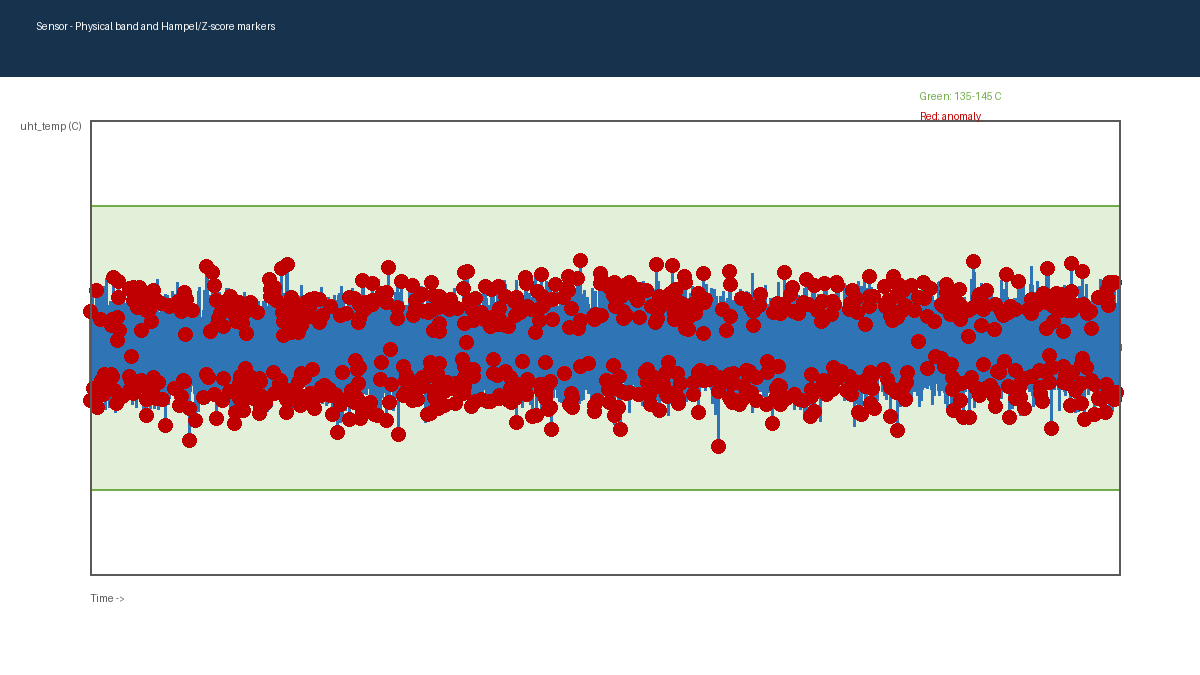 Sensor - Physical band and Hampel/Z-score markers
Green: 135-145 C
Red: anomaly
uht_temp (C)
Time ->